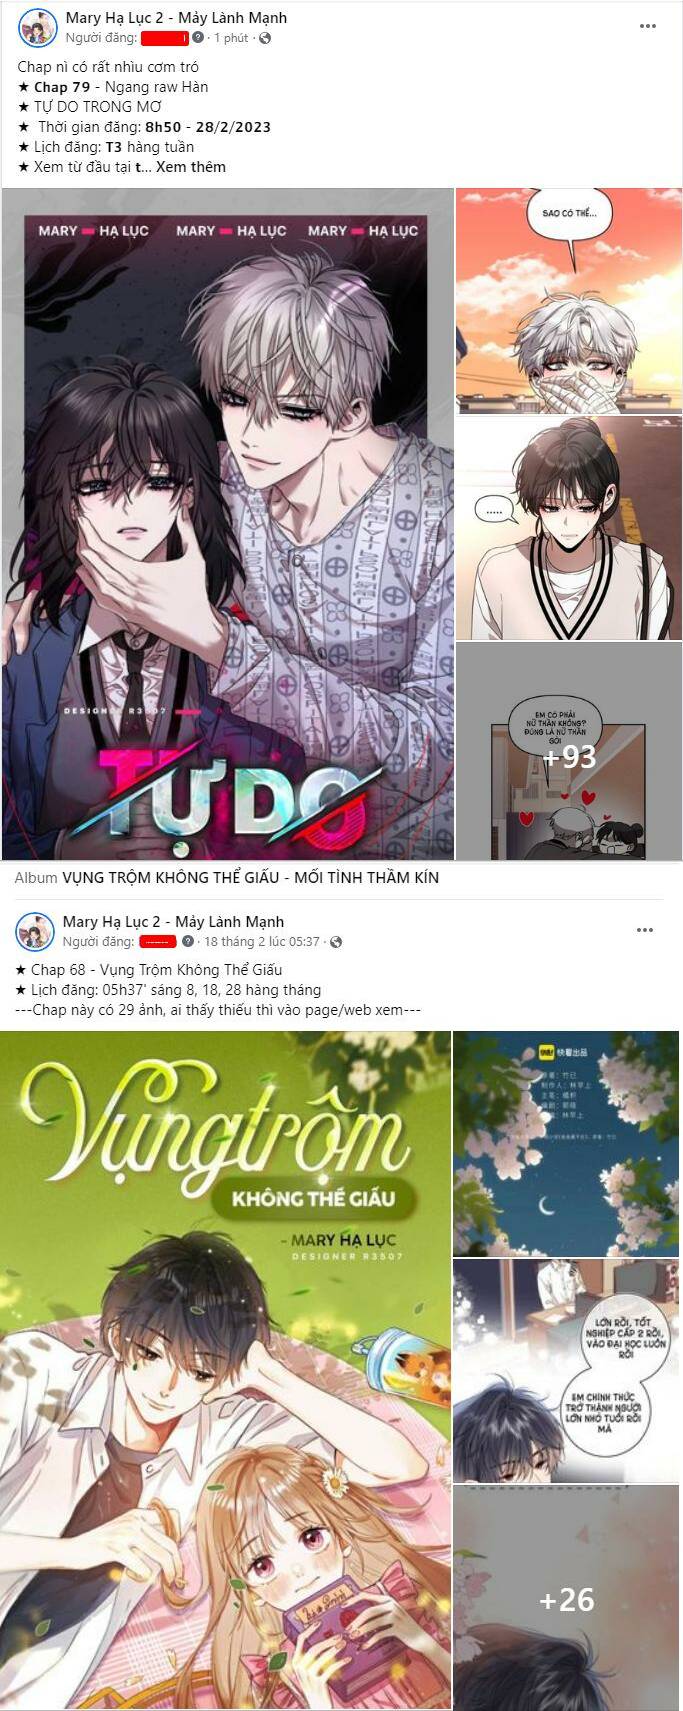 Mary Hạ Lục 2 - Mảy Lành Mạnh
Người đăng:
· 1 phút ·
Chap nì có rất nhìu cơm tró
★ Chap 79 - Ngang raw Hàn
★ TỰ DO TRONG MƠ
★ Thời gian đăng: 8h50 - 28/2/2023
★ Lịch đăng: T3 hàng tuần
★ Xem từ đầu tại t... Xem thêm
MARY - HẠ LỤC MARY - HẠ LỤC MARY - HẠ LỤC
DESIGNER R3507
TỰ DO
SAO CÓ THỂ...
.....
EM CÓ PHẢI
NỮ THẦN KHÔNG?
ĐÚNG LÀ NỮ THẦN
GÒI
+93
Album VỤNG TRỘM KHÔNG THỂ GIẤU - MỐI TÌNH THẦM KÍN
Mary Hạ Lục 2 - Mảy Lành Mạnh
Người đăng:
· 18 tháng 2 lúc 05:37 ·
★ Chap 68 - Vụng Trộm Không Thể Giấu
★ Lịch đăng: 05h37' sáng 8, 18, 28 hàng tháng
---Chap này có 29 ảnh, ai thấy thiếu thì vào page/web xem---
Vụng trộm
KHÔNG THỂ GIẤU
- MARY HẠ LỤC
DESIGNER R3507
快看出品
LỚN RỒI, TỐT
NGHIỆP CẤP 2 RỒI,
VÀO ĐẠI HỌC LUÔN
RỒI
EM CHÍNH THỨC
TRỞ THÀNH NGƯỜI
LỚN NHỎ TUỔI RỒI
MÀ
+26